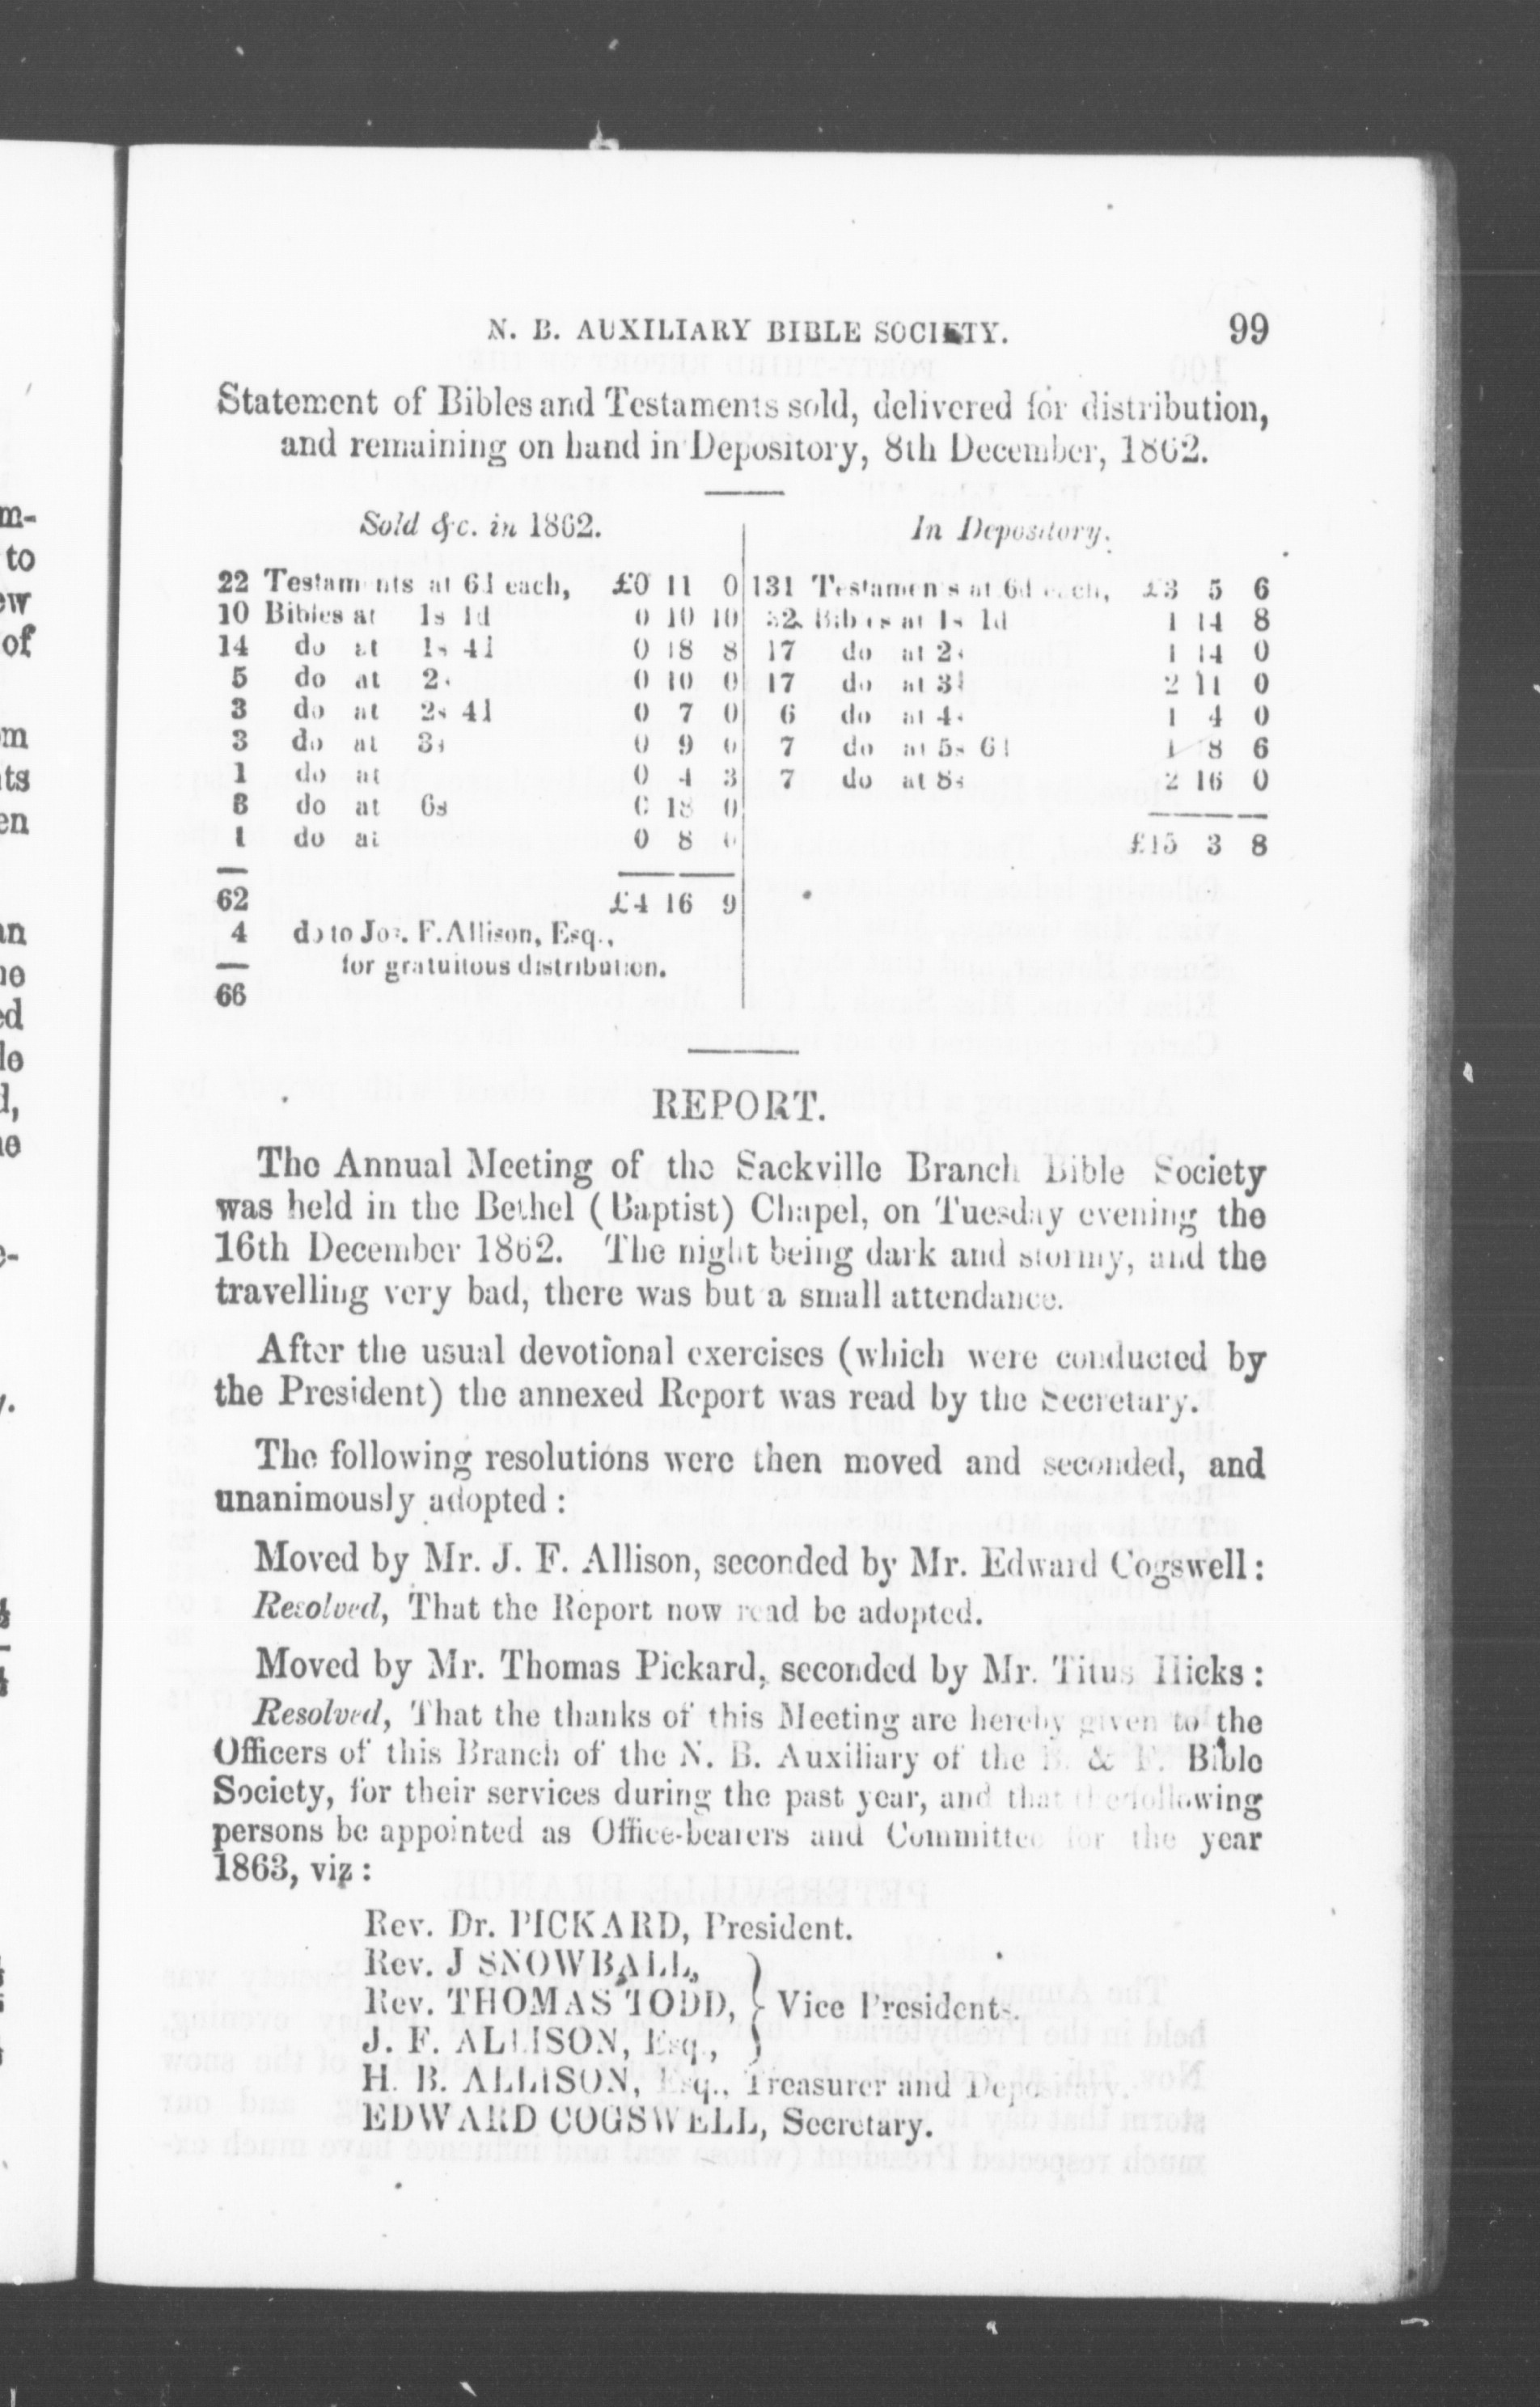 N. B. AUXILIARY BIBLE SOCIETY. 99
Statement of Bibles and Testaments sold, delivered for distribution,
and remaining on hand in Depository, 8th December, 1862.
Sold &c. in 1862.
22 Testaments at 6d each, £0 11 0
10 Bibles at 1s 1d 0 10 10
14 do at 1s 4d 0 18 8
5 do at 2s 0 10 0
3 do at 2s 4d 0 7 0
3 do at 3s 0 9 0
1 do at 0 4 3
3 do at 6s 0 18 0
1 do at 0 8 0
62 £4 16 9
4 do to Jos. F. Allison, Esq.,
for gratuitous distribution.
66
In Depository.
131 Testaments at 6d each, £3 5 6
32 Bibles at 1s 1d 1 14 8
17 do at 2s 1 14 0
17 do at 3s 2 11 0
6 do at 4s 1 4 0
7 do at 5s 6d 1 8 6
7 do at 8s 2 16 0
£15 3 8
REPORT.
The Annual Meeting of the Sackville Branch Bible Society
was held in the Bethel (Baptist) Chapel, on Tuesday evening the
16th December 1862. The night being dark and stormy, and the
travelling very bad, there was but a small attendance.
After the usual devotional exercises (which were conducted by
the President) the annexed Report was read by the Secretary.
The following resolutions were then moved and seconded, and
unanimously adopted :
Moved by Mr. J. F. Allison, seconded by Mr. Edward Cogswell :
Resolved, That the Report now read be adopted.
Moved by Mr. Thomas Pickard, seconded by Mr. Titus Hicks :
Resolved, That the thanks of this Meeting are hereby given to the
Officers of this Branch of the N. B. Auxiliary of the B. & F. Bible
Society, for their services during the past year, and that the following
persons be appointed as Office-bearers and Committee for the year
1863, viz :
Rev. Dr. PICKARD, President.
Rev. J SNOWBALL,
Rev. THOMAS TODD, } Vice Presidents.
J. F. ALLISON, Esq.,
H. B. ALLISON, Esq., Treasurer and Depositary.
EDWARD COGSWELL, Secretary.